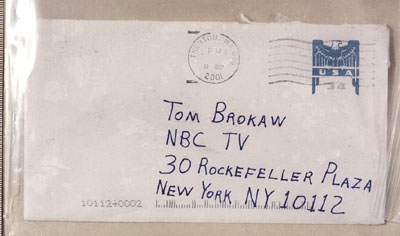 2001
USA
34
TOM BROKAW
NBC TV
30 ROCKEFELLER PLAZA
NEW YORK NY 10112
10112+0002